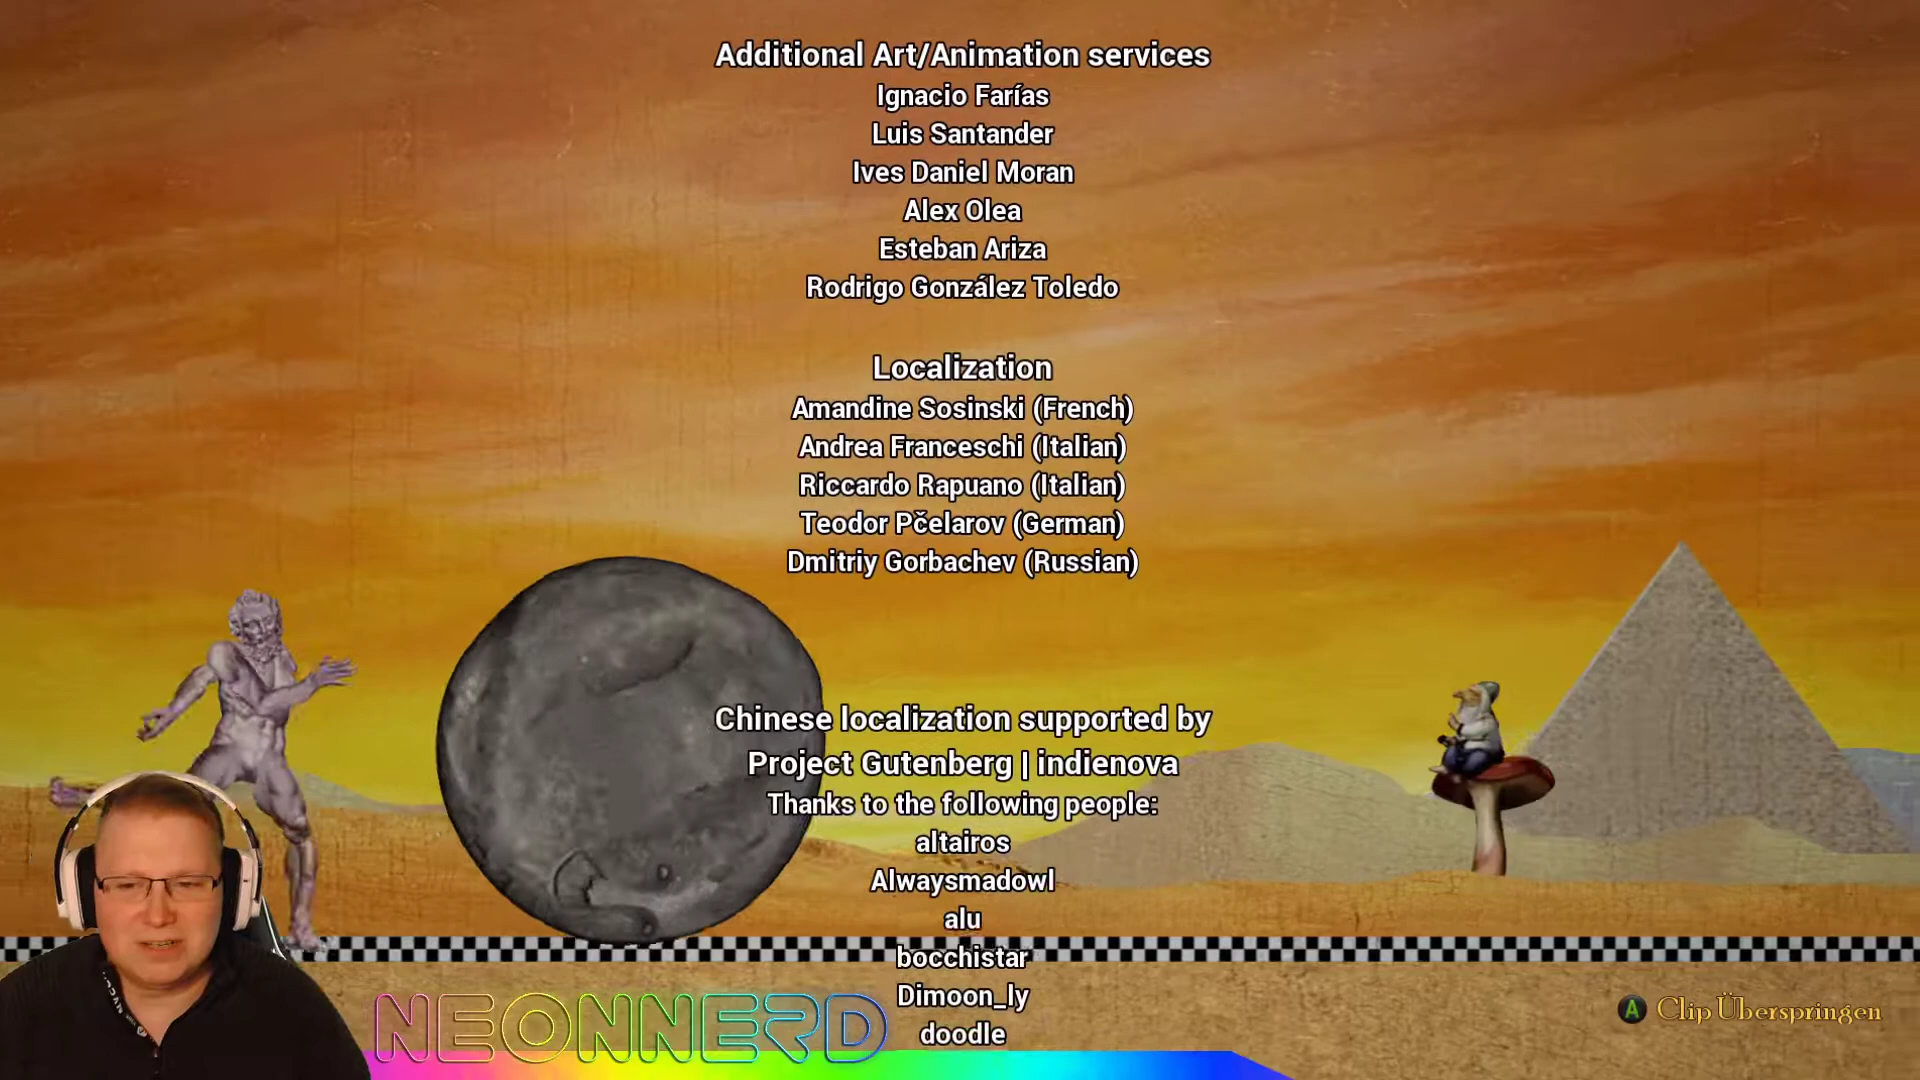 Additional Art/Animation services
Ignacio Farías
Luis Santander
Ives Daniel Moran
Alex Olea
Esteban Ariza
Rodrigo González Toledo
Localization
Amandine Sosinski (French)
Andrea Franceschi (Italian)
Riccardo Rapuano (Italian)
Teodor Pčelarov (German)
Dmitriy Gorbachev (Russian)
Chinese localization supported by
Project Gutenberg | indienova
Thanks to the following people:
altairos
Alwaysmadowl
alu
bocchistar
Dimoon_ly
doodle
NEONNERD
A Clip Überspringen